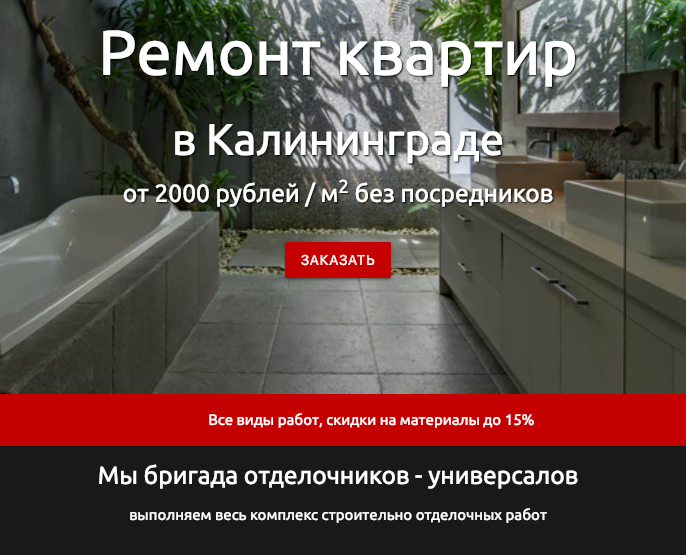 Ремонт квартир
в Калининграде
от 2000 рублей / м² без посредников
ЗАКАЗАТЬ
Все виды работ, скидки на материалы до 15%
Мы бригада отделочников - универсалов
выполняем весь комплекс строительно отделочных работ